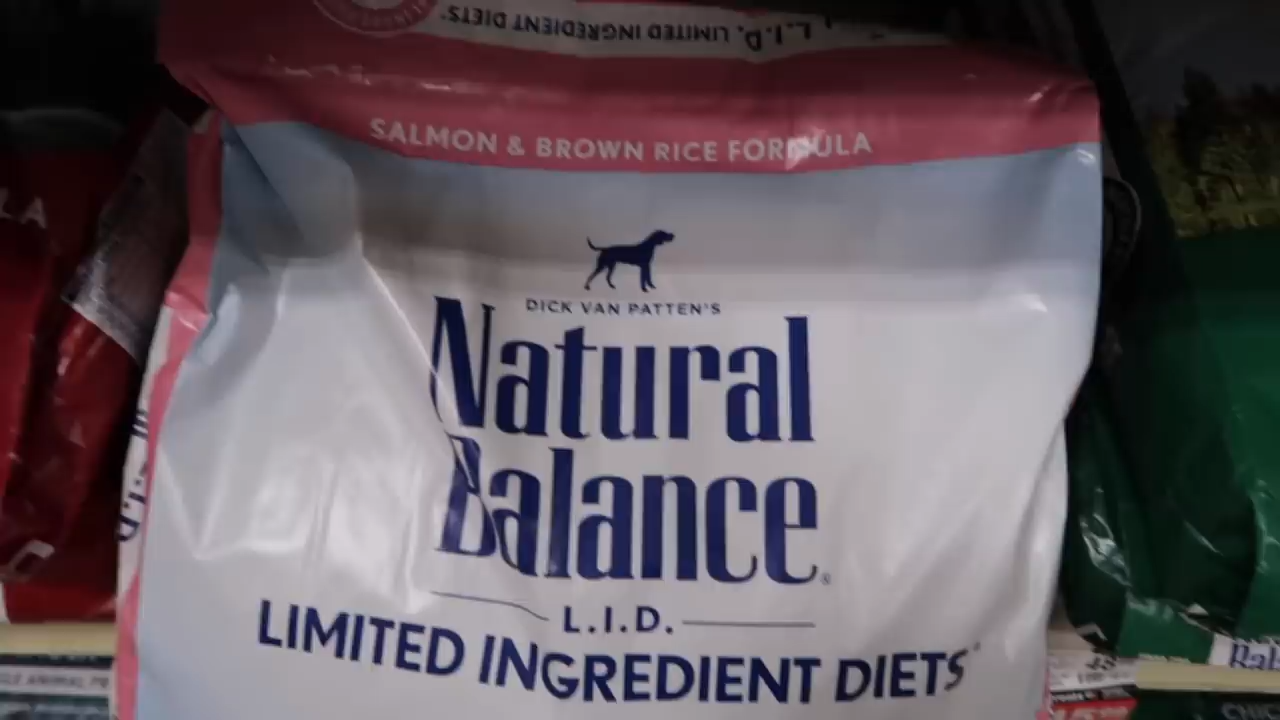 L.I.D. LIMITED INGREDIENT DIETS
SALMON & BROWN RICE FORMULA
DICK VAN PATTEN'S
Natural
Balance®
L.I.D.
LIMITED INGREDIENT DIETS